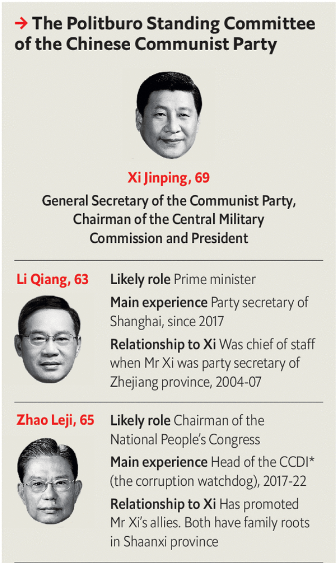 → The Politburo Standing Committee
of the Chinese Communist Party
Xi Jinping, 69
General Secretary of the Communist Party,
Chairman of the Central Military
Commission and President
Li Qiang, 63
Likely role Prime minister
Main experience Party secretary of
Shanghai, since 2017
Relationship to Xi Was chief of staff
when Mr Xi was party secretary of
Zhejiang province, 2004-07
Zhao Leji, 65
Likely role Chairman of the
National People’s Congress
Main experience Head of the CCDI*
(the corruption watchdog), 2017-22
Relationship to Xi Has promoted
Mr Xi’s allies. Both have family roots
in Shaanxi province